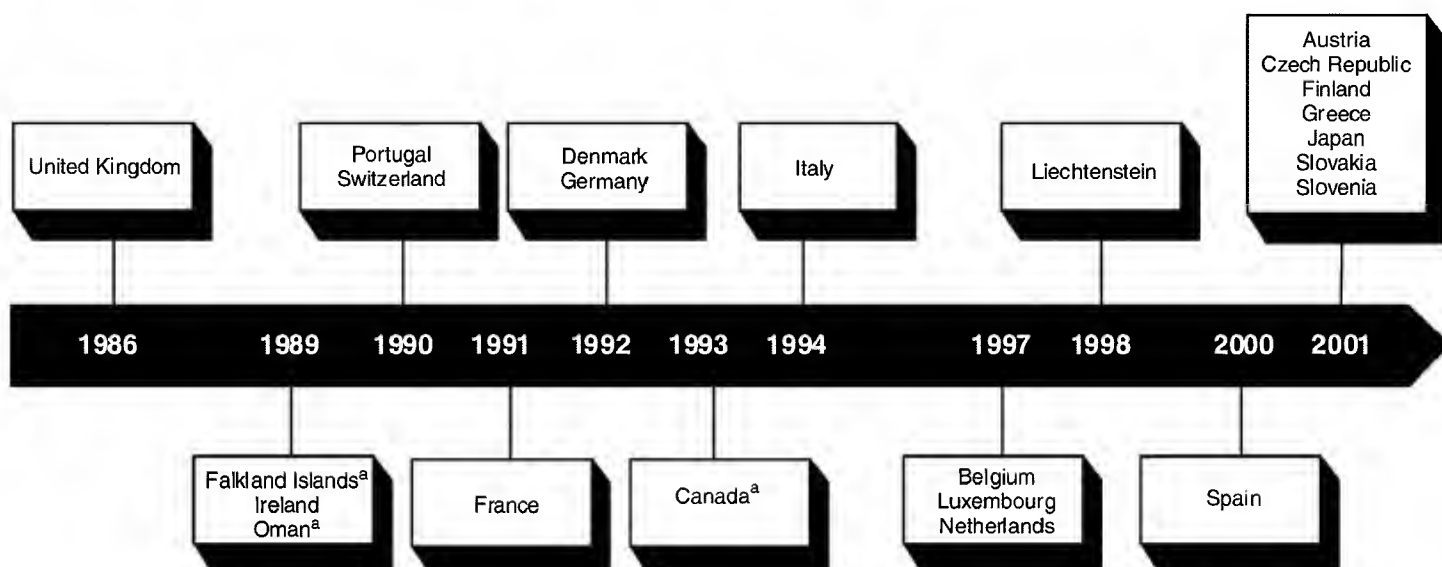 Austria
Czech Republic
Finland
Greece
Japan
Slovakia
Slovenia
United Kingdom
Portugal
Switzerland
Denmark
Germany
Italy
Liechtenstein
1986 1989 1990 1991 1992 1993 1994 1997 1998 2000 2001
Falkland Islandsᵃ
Ireland
Omanᵃ
France
Canadaᵃ
Belgium
Luxembourg
Netherlands
Spain